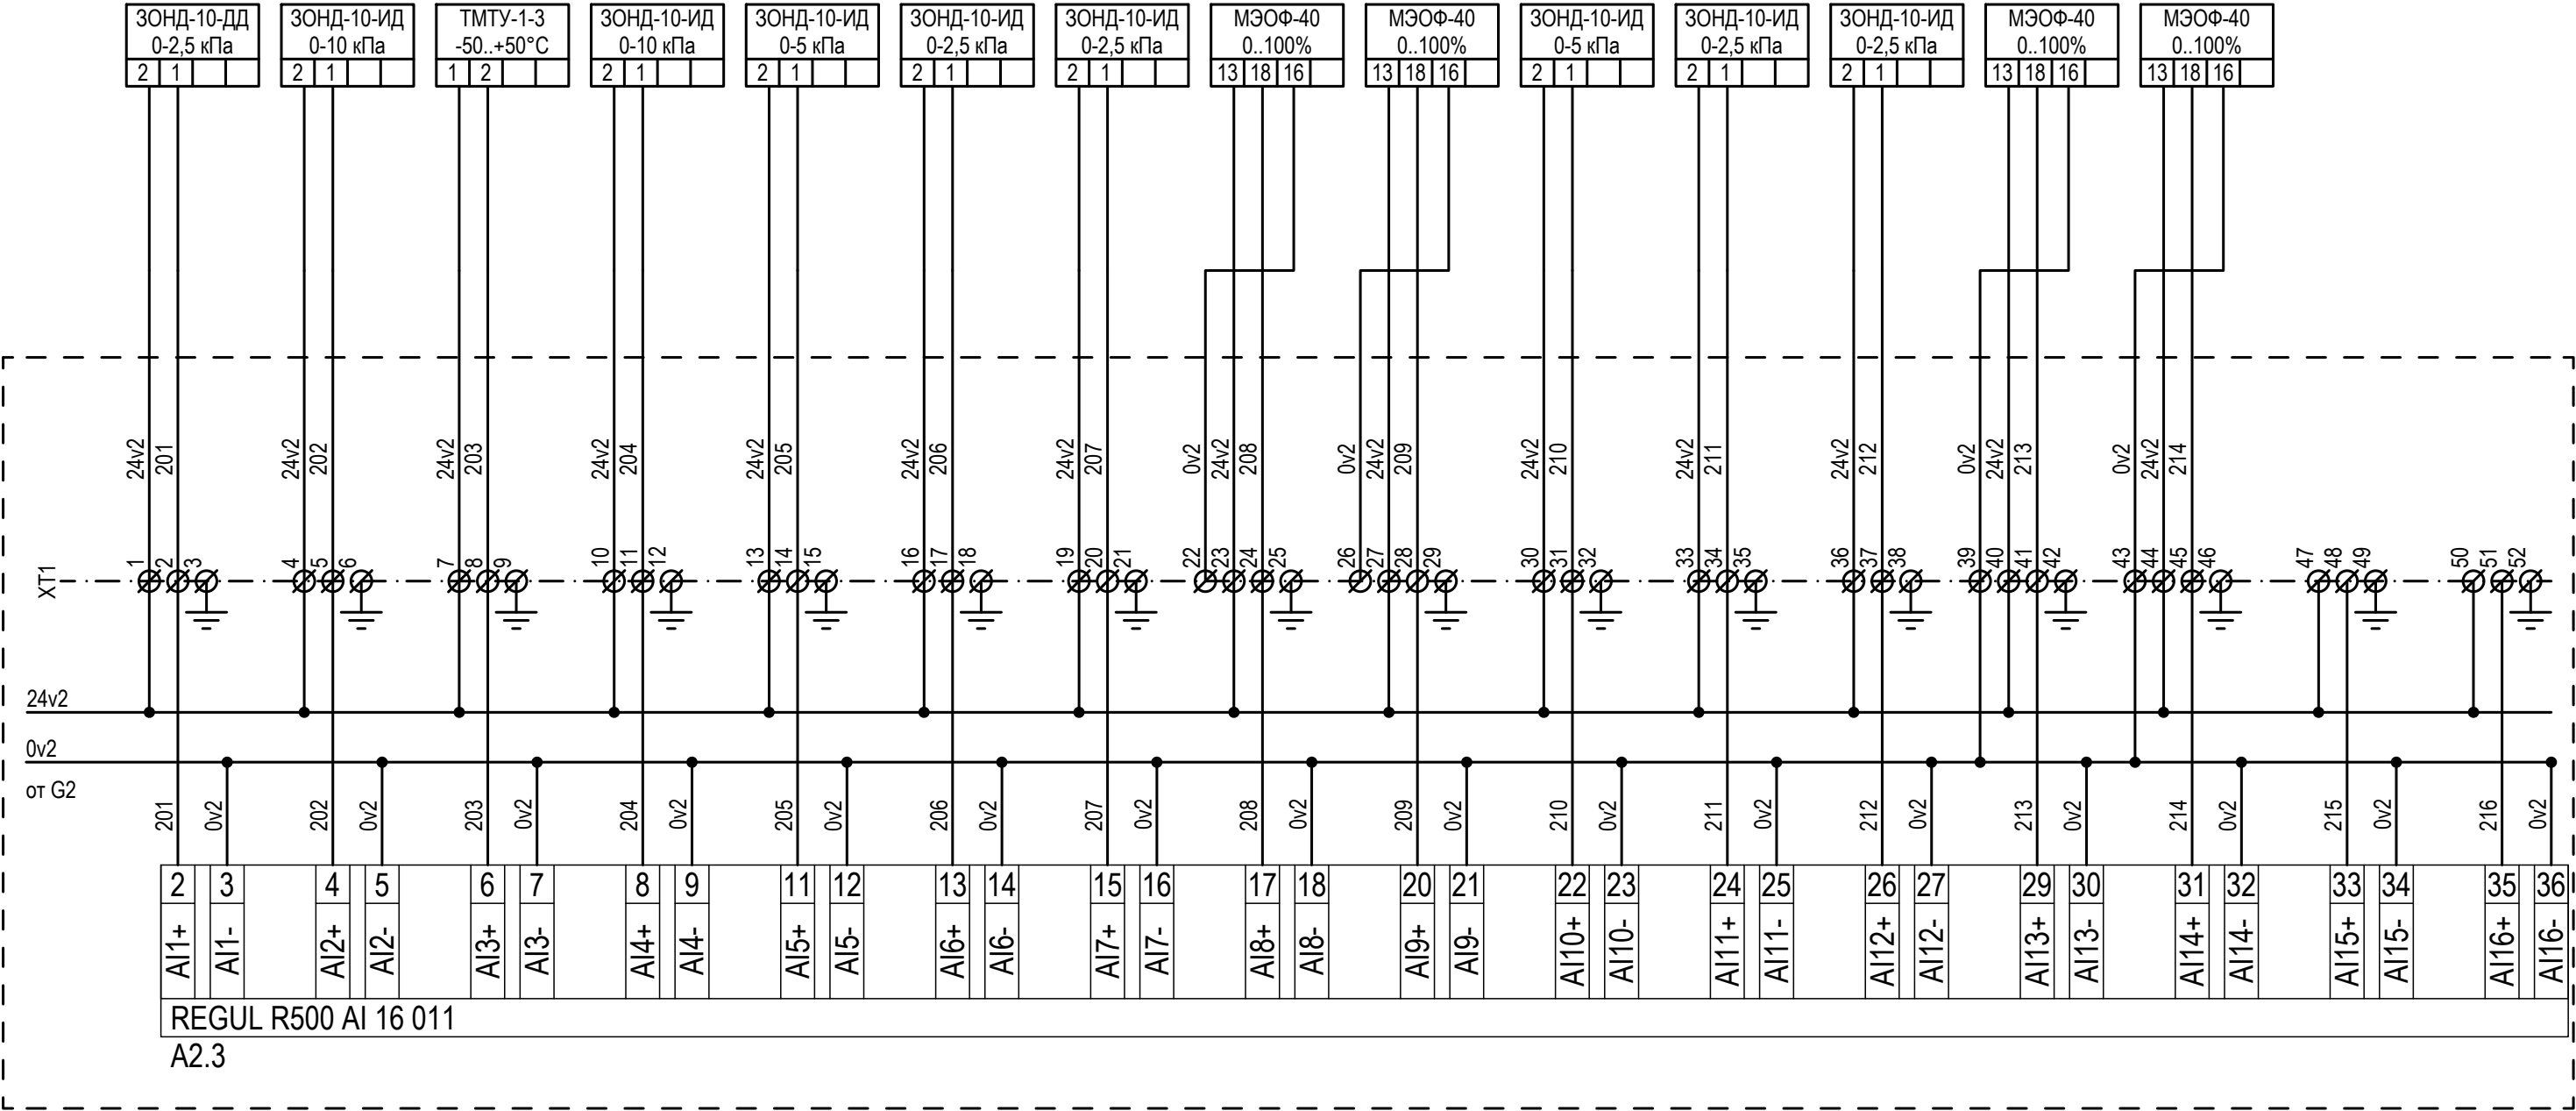 ЗОНД-10-ДД ЗОНД-10-ИД ТМТУ-1-3 ЗОНД-10-ИД ЗОНД-10-ИД ЗОНД-10-ИД ЗОНД-10-ИД МЭОФ-40 МЭОФ-40 ЗОНД-10-ИД ЗОНД-10-ИД ЗОНД-10-ИД МЭОФ-40 МЭОФ-40
0-2,5 кПа 0-10 кПа -50..+50°C 0-10 кПа 0-5 кПа 0-2,5 кПа 0-2,5 кПа 0..100% 0..100% 0-5 кПа 0-2,5 кПа 0-2,5 кПа 0..100% 0..100%
2 1 2 1 1 2 2 1 2 1 2 1 2 1 13 18 16 13 18 16 2 1 2 1 2 1 13 18 16 13 18 16
24v2 201 24v2 202 24v2 203 24v2 204 24v2 205 24v2 206 24v2 207 0v2 24v2 208 0v2 24v2 209 24v2 210 24v2 211 24v2 212 0v2 24v2 213 0v2 24v2 214
XT1 1 2 3 4 5 6 7 8 9 10 11 12 13 14 15 16 17 18 19 20 21 22 23 24 25 26 27 28 29 30 31 32 33 34 35 36 37 38 39 40 41 42 43 44 45 46 47 48 49 50 51 52
24v2
0v2
от G2
201 0v2 202 0v2 203 0v2 204 0v2 205 0v2 206 0v2 207 0v2 208 0v2 209 0v2 210 0v2 211 0v2 212 0v2 213 0v2 214 0v2 215 0v2 216 0v2
2 3 4 5 6 7 8 9 11 12 13 14 15 16 17 18 20 21 22 23 24 25 26 27 29 30 31 32 33 34 35 36
AI1+ AI1- AI2+ AI2- AI3+ AI3- AI4+ AI4- AI5+ AI5- AI6+ AI6- AI7+ AI7- AI8+ AI8- AI9+ AI9- AI10+ AI10- AI11+ AI11- AI12+ AI12- AI13+ AI13- AI14+ AI14- AI15+ AI15- AI16+ AI16-
REGUL R500 AI 16 011
A2.3